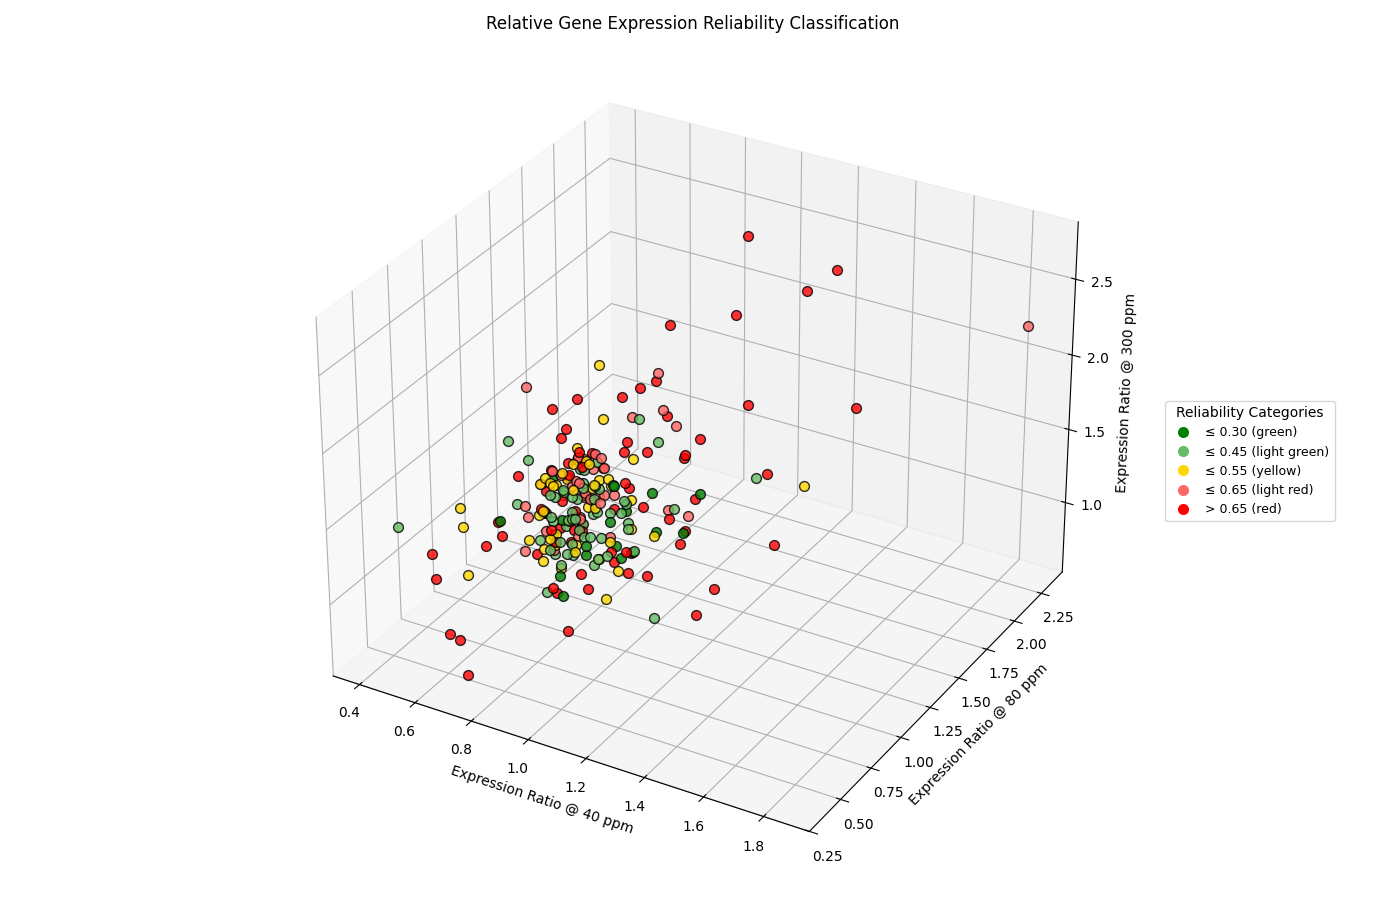 Relative Gene Expression Reliability Classification
2.5
2.0
1.5
1.0
Expression Ratio @ 300 ppm
Reliability Categories
≤ 0.30 (green)
≤ 0.45 (light green)
≤ 0.55 (yellow)
≤ 0.65 (light red)
> 0.65 (red)
0.4
0.6
0.8
1.0
1.2
1.4
1.6
1.8
Expression Ratio @ 40 ppm
2.25
2.00
1.75
1.50
1.25
1.00
0.75
0.50
0.25
Expression Ratio @ 80 ppm